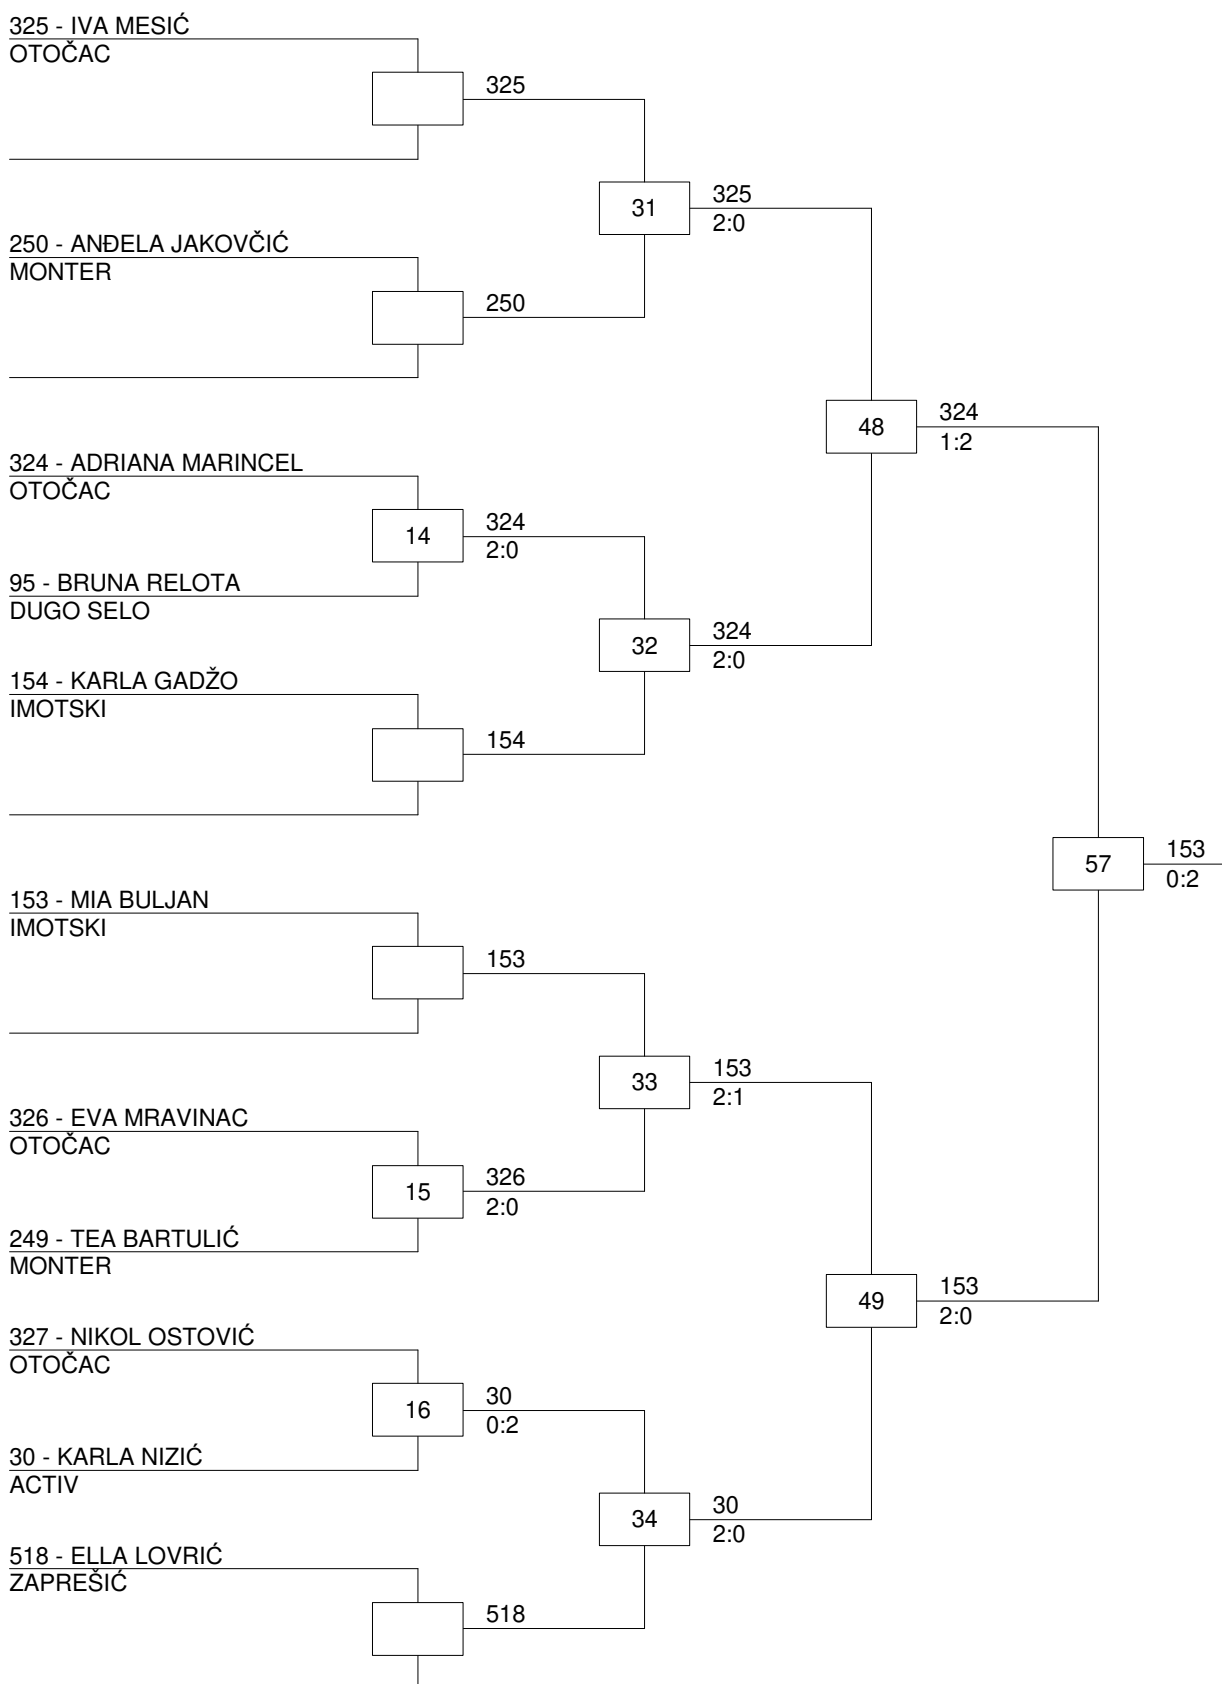 325 - IVA MESIĆ
OTOČAC
325
31
325
2:0
250 - ANĐELA JAKOVČIĆ
MONTER
250
48
324
1:2
324 - ADRIANA MARINCEL
OTOČAC
14
324
2:0
95 - BRUNA RELOTA
DUGO SELO
32
324
2:0
154 - KARLA GADŽO
IMOTSKI
154
57
153
0:2
153 - MIA BULJAN
IMOTSKI
153
33
153
2:1
326 - EVA MRAVINAC
OTOČAC
15
326
2:0
249 - TEA BARTULIĆ
MONTER
49
153
2:0
327 - NIKOL OSTOVIĆ
OTOČAC
16
30
0:2
30 - KARLA NIZIĆ
ACTIV
34
30
2:0
518 - ELLA LOVRIĆ
ZAPREŠIĆ
518